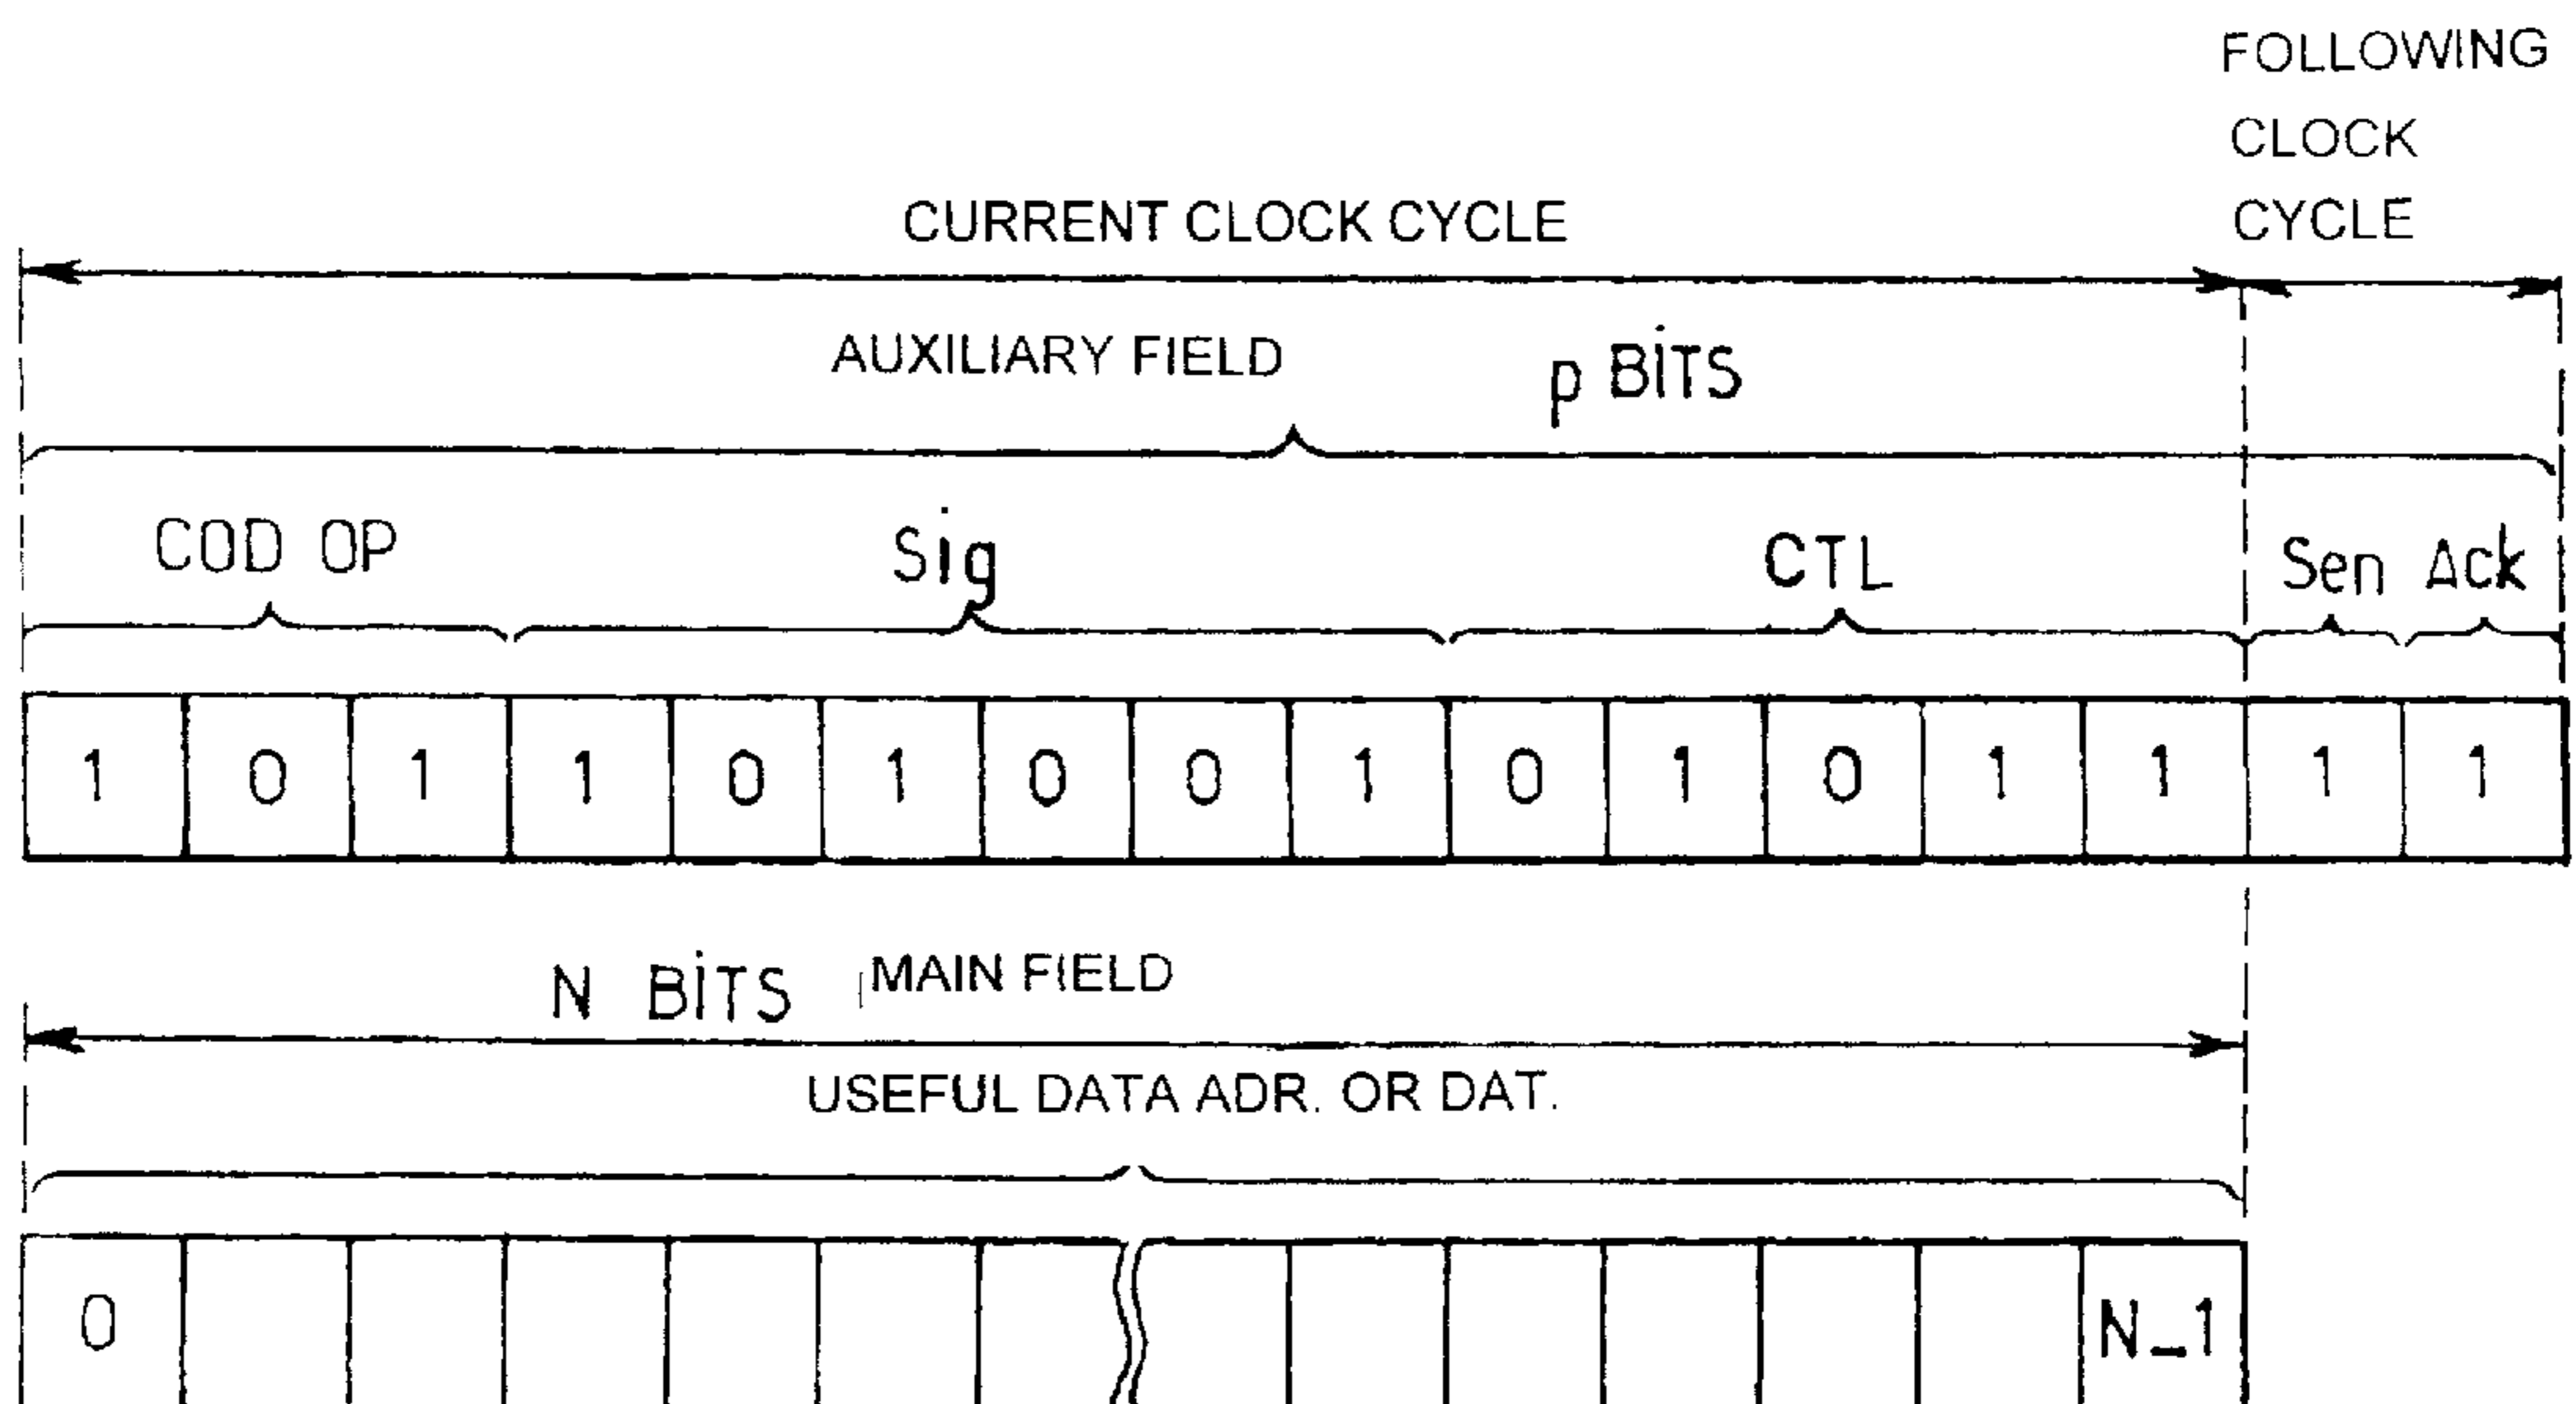 FOLLOWING
CLOCK
CYCLE
CURRENT CLOCK CYCLE
AUXILIARY FIELD p BiTS
COD OP Sig CTL Sen Ack
1 0 1 1 0 1 0 0 1 0 1 0 1 1 1 1
N BiTS MAIN FIELD
USEFUL DATA ADR. OR DAT.
0 N_1